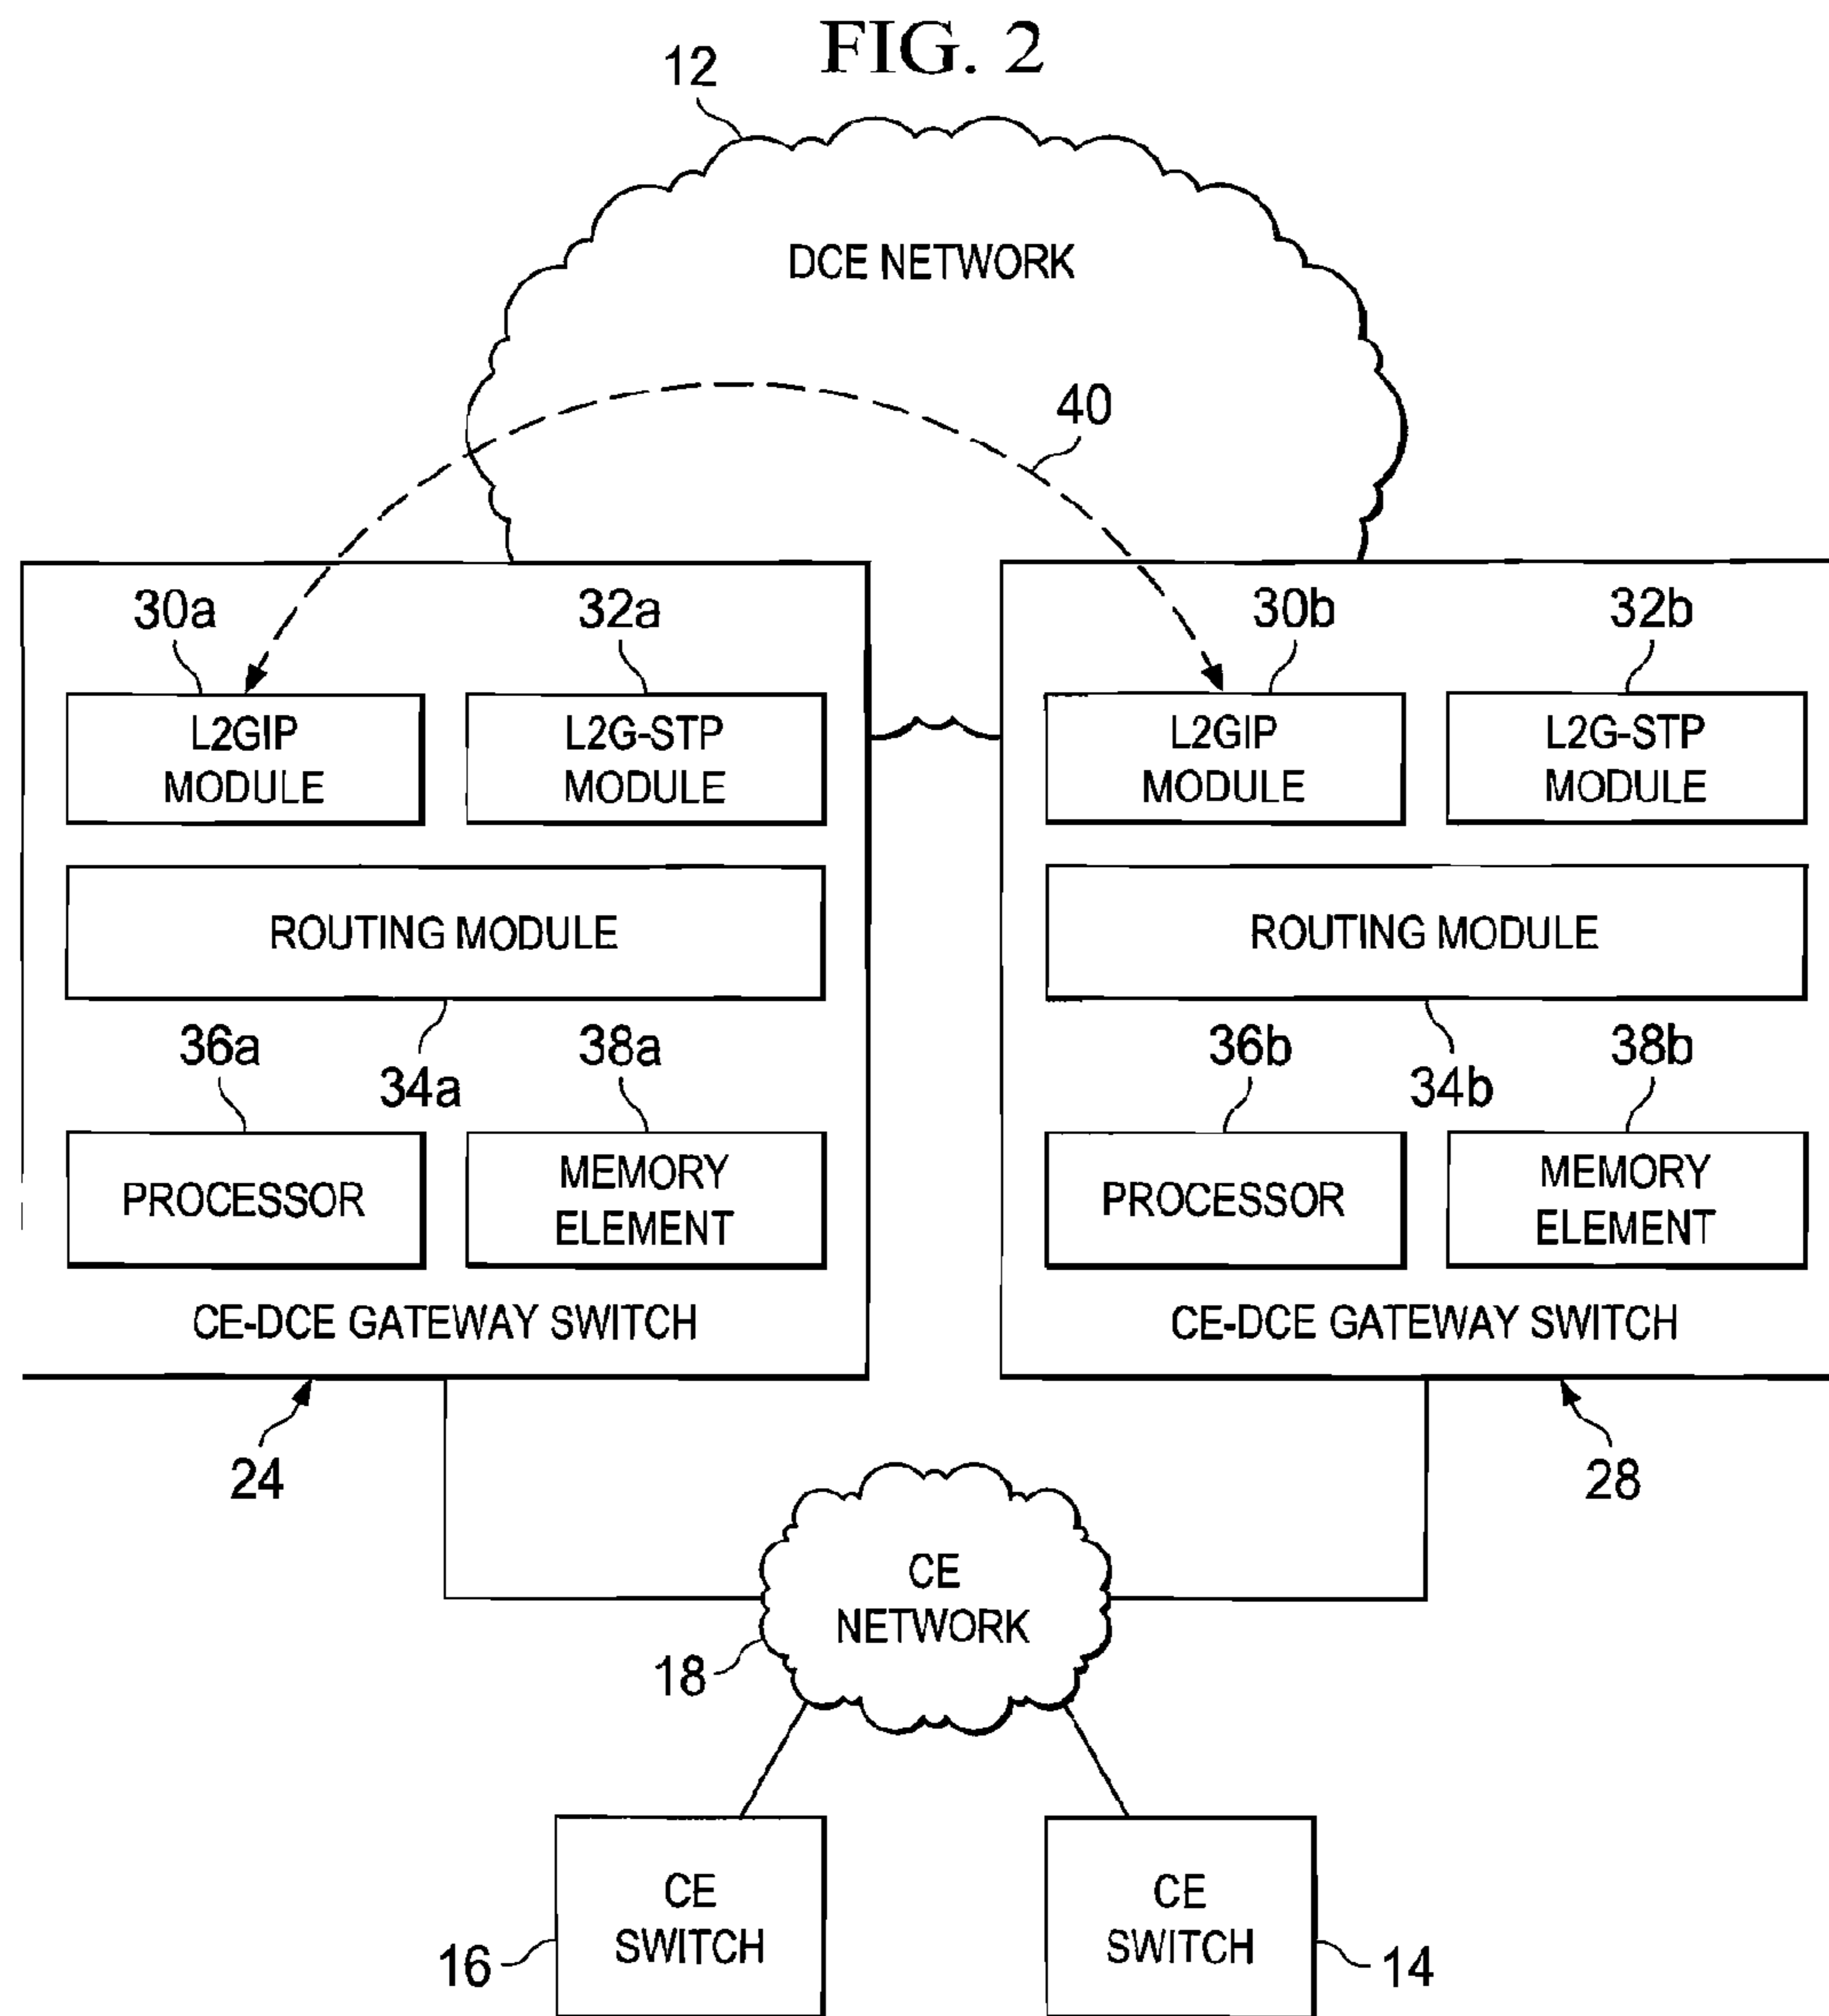 FIG. 2
12
DCE NETWORK
40
30a
32a
30b
32b
L2GIP
MODULE
L2G-STP
MODULE
L2GIP
MODULE
L2G-STP
MODULE
ROUTING MODULE
ROUTING MODULE
36a
34a
38a
36b
34b
38b
PROCESSOR
MEMORY
ELEMENT
PROCESSOR
MEMORY
ELEMENT
CE-DCE GATEWAY SWITCH
CE-DCE GATEWAY SWITCH
24
28
CE
NETWORK
18
CE
SWITCH
CE
SWITCH
16
14